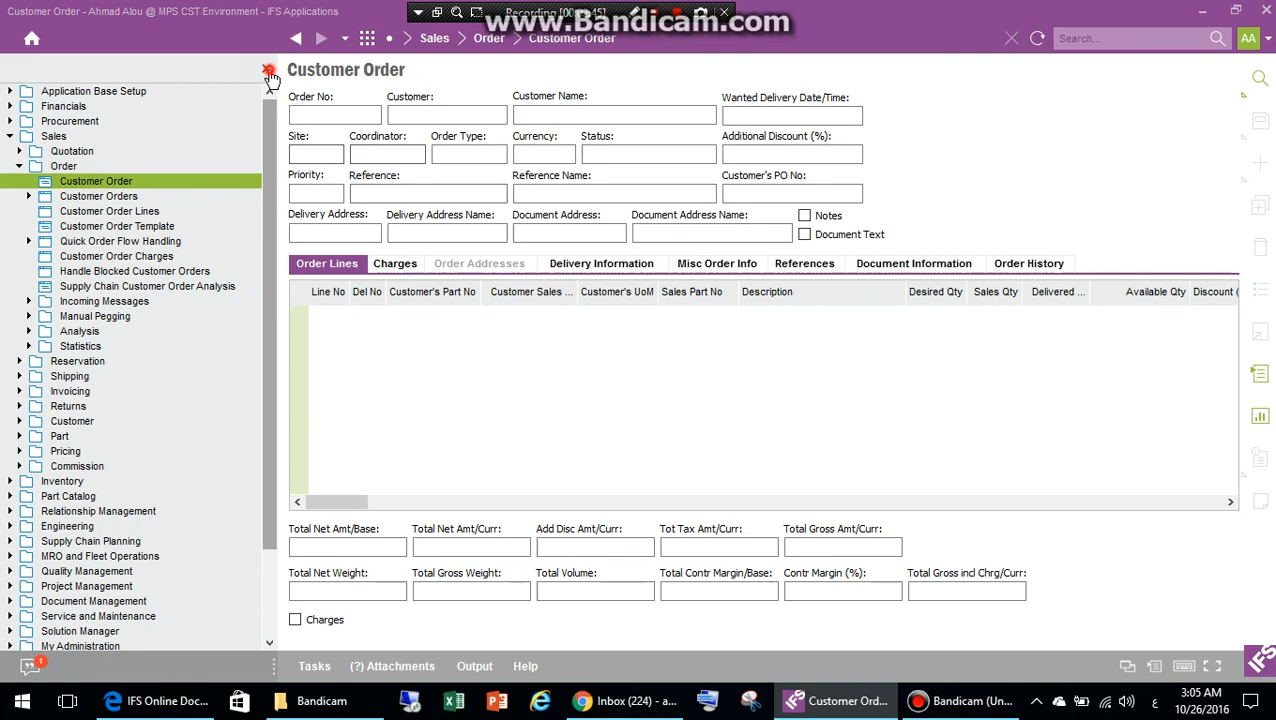 Customer Order - Ahmad Alou @ MPS CST Environment - IFS Applications
www.Bandicam.com
Sales Order Customer Order
Search...
AA
Application Base Setup
Financials
Procurement
Sales
Quotation
Order
Customer Order
Customer Orders
Customer Order Lines
Customer Order Template
Quick Order Flow Handling
Customer Order Charges
Handle Blocked Customer Orders
Supply Chain Customer Order Analysis
Incoming Messages
Manual Pegging
Analysis
Statistics
Reservation
Shipping
Invoicing
Returns
Customer
Part
Pricing
Commission
Inventory
Part Catalog
Relationship Management
Engineering
Supply Chain Planning
MRO and Fleet Operations
Quality Management
Project Management
Document Management
Service and Maintenance
Solution Manager
My Administration
Customer Order
Order No: Customer: Customer Name: Wanted Delivery Date/Time:
Site: Coordinator: Order Type: Currency: Status: Additional Discount (%):
Priority: Reference: Reference Name: Customer's PO No:
Delivery Address: Delivery Address Name: Document Address: Document Address Name: Notes
Document Text
Order Lines Charges Order Addresses Delivery Information Misc Order Info References Document Information Order History
Line No Del No Customer's Part No Customer Sales ... Customer's UoM Sales Part No Description Desired Qty Sales Qty Delivered ... Available Qty Discount (
Total Net Amt/Base: Total Net Amt/Curr: Add Disc Amt/Curr: Tot Tax Amt/Curr: Total Gross Amt/Curr:
Total Net Weight: Total Gross Weight: Total Volume: Total Contr Margin/Base: Contr Margin (%): Total Gross incl Chrg/Curr:
Charges
1
Tasks (?) Attachments Output Help
IFS
IFS Online Doc... Bandicam Inbox (224) - a... Customer Ord... Bandicam (Un...
3:05 AM
10/26/2016